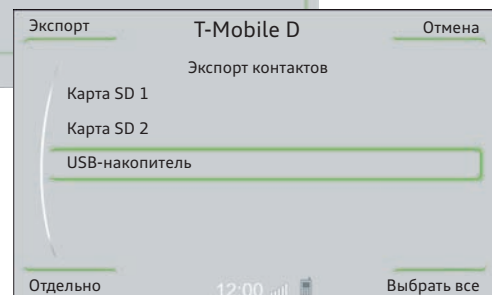 Экспорт T-Mobile D Отмена
Экспорт контактов
Карта SD 1
Карта SD 2
USB-накопитель
Отдельно 12:00 Выбрать все